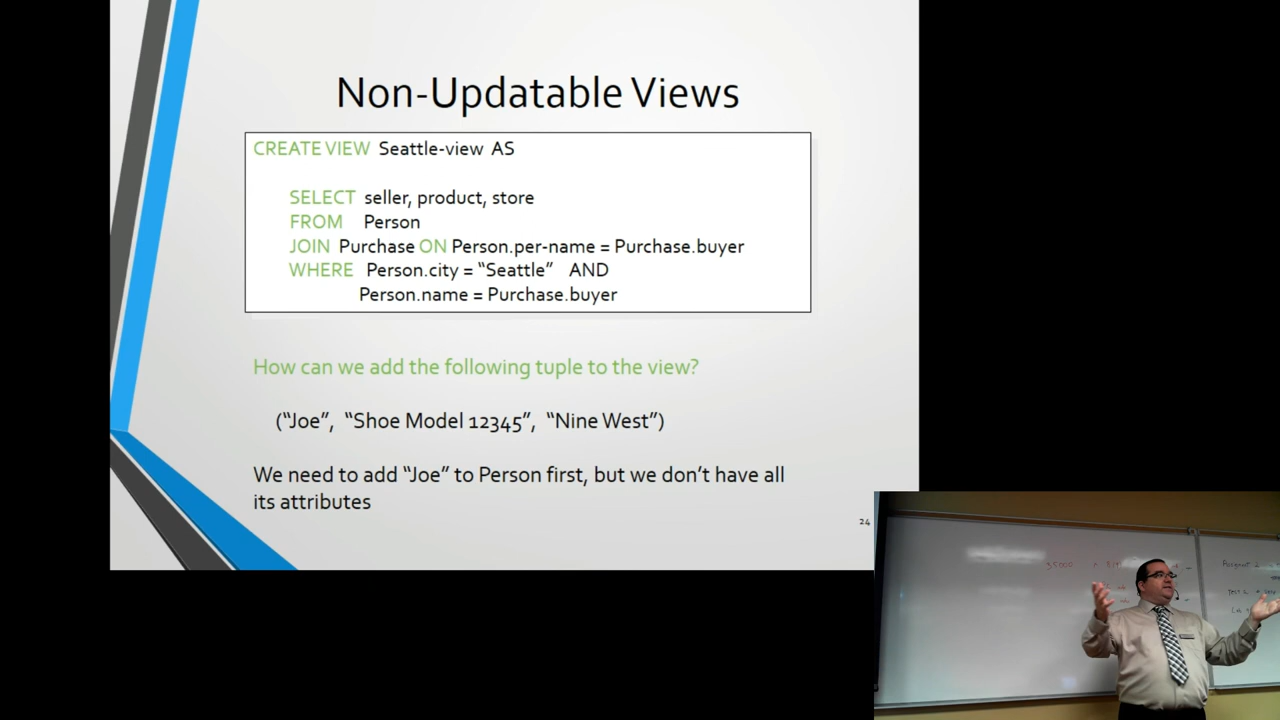 Non-Updatable Views
CREATE VIEW Seattle-view AS
SELECT seller, product, store
FROM Person
JOIN Purchase ON Person.per-name = Purchase.buyer
WHERE Person.city = “Seattle” AND
Person.name = Purchase.buyer
How can we add the following tuple to the view?
(“Joe”, “Shoe Model 12345”, “Nine West”)
We need to add “Joe” to Person first, but we don’t have all
its attributes
24